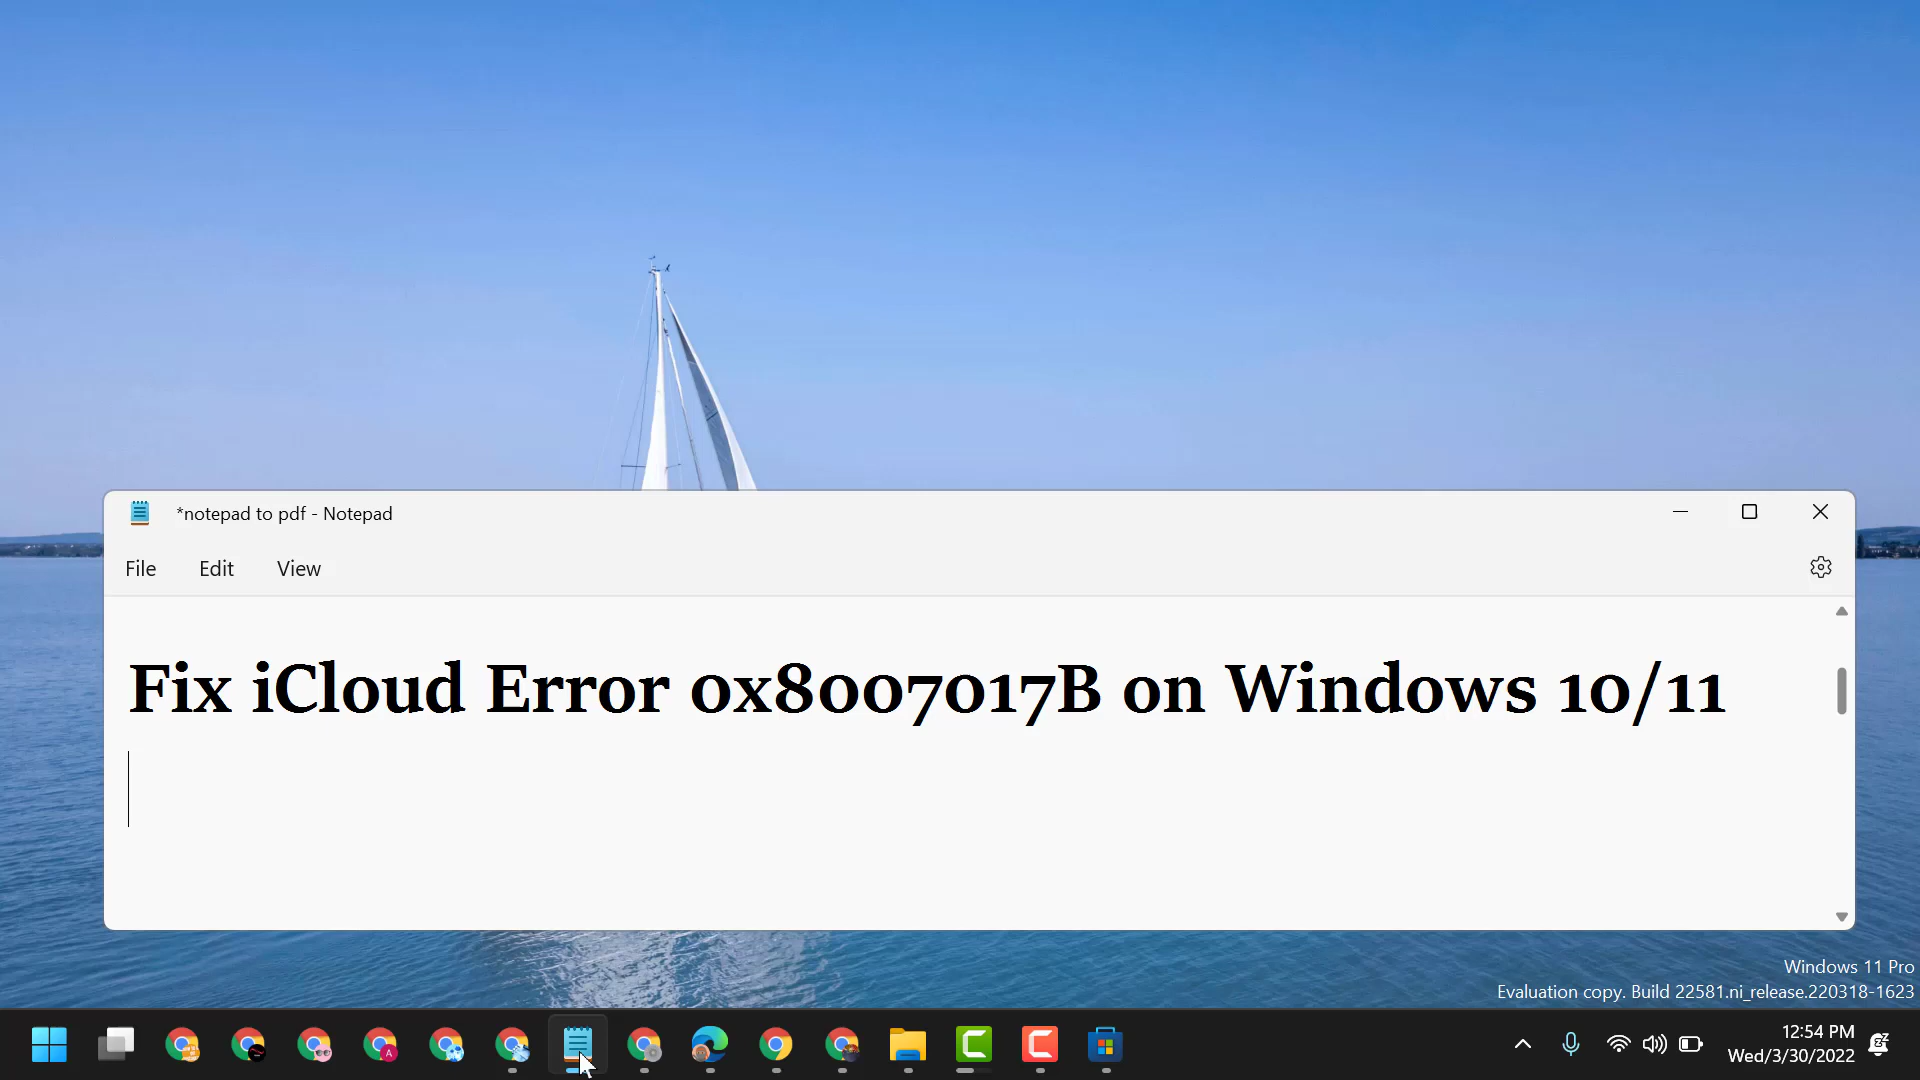 *notepad to pdf - Notepad
File Edit View
Fix iCloud Error 0x8007017B on Windows 10/11
Windows 11 Pro
Evaluation copy. Build 22581.ni_release.220318-1623
A
12:54 PM
Wed/3/30/2022